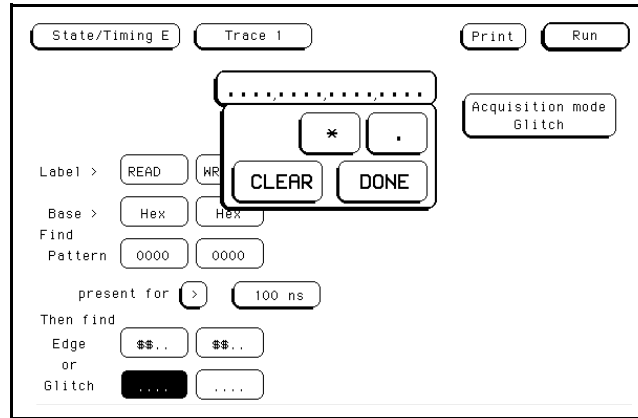 State/Timing E Trace 1 Print Run
....,....,....,....
Acquisition mode
Glitch
* .
Label > READ WR
CLEAR DONE
Base > Hex Hex
Find
Pattern 0000 0000
present for > 100 ns
Then find
Edge $$.. $$..
or
Glitch .... ....